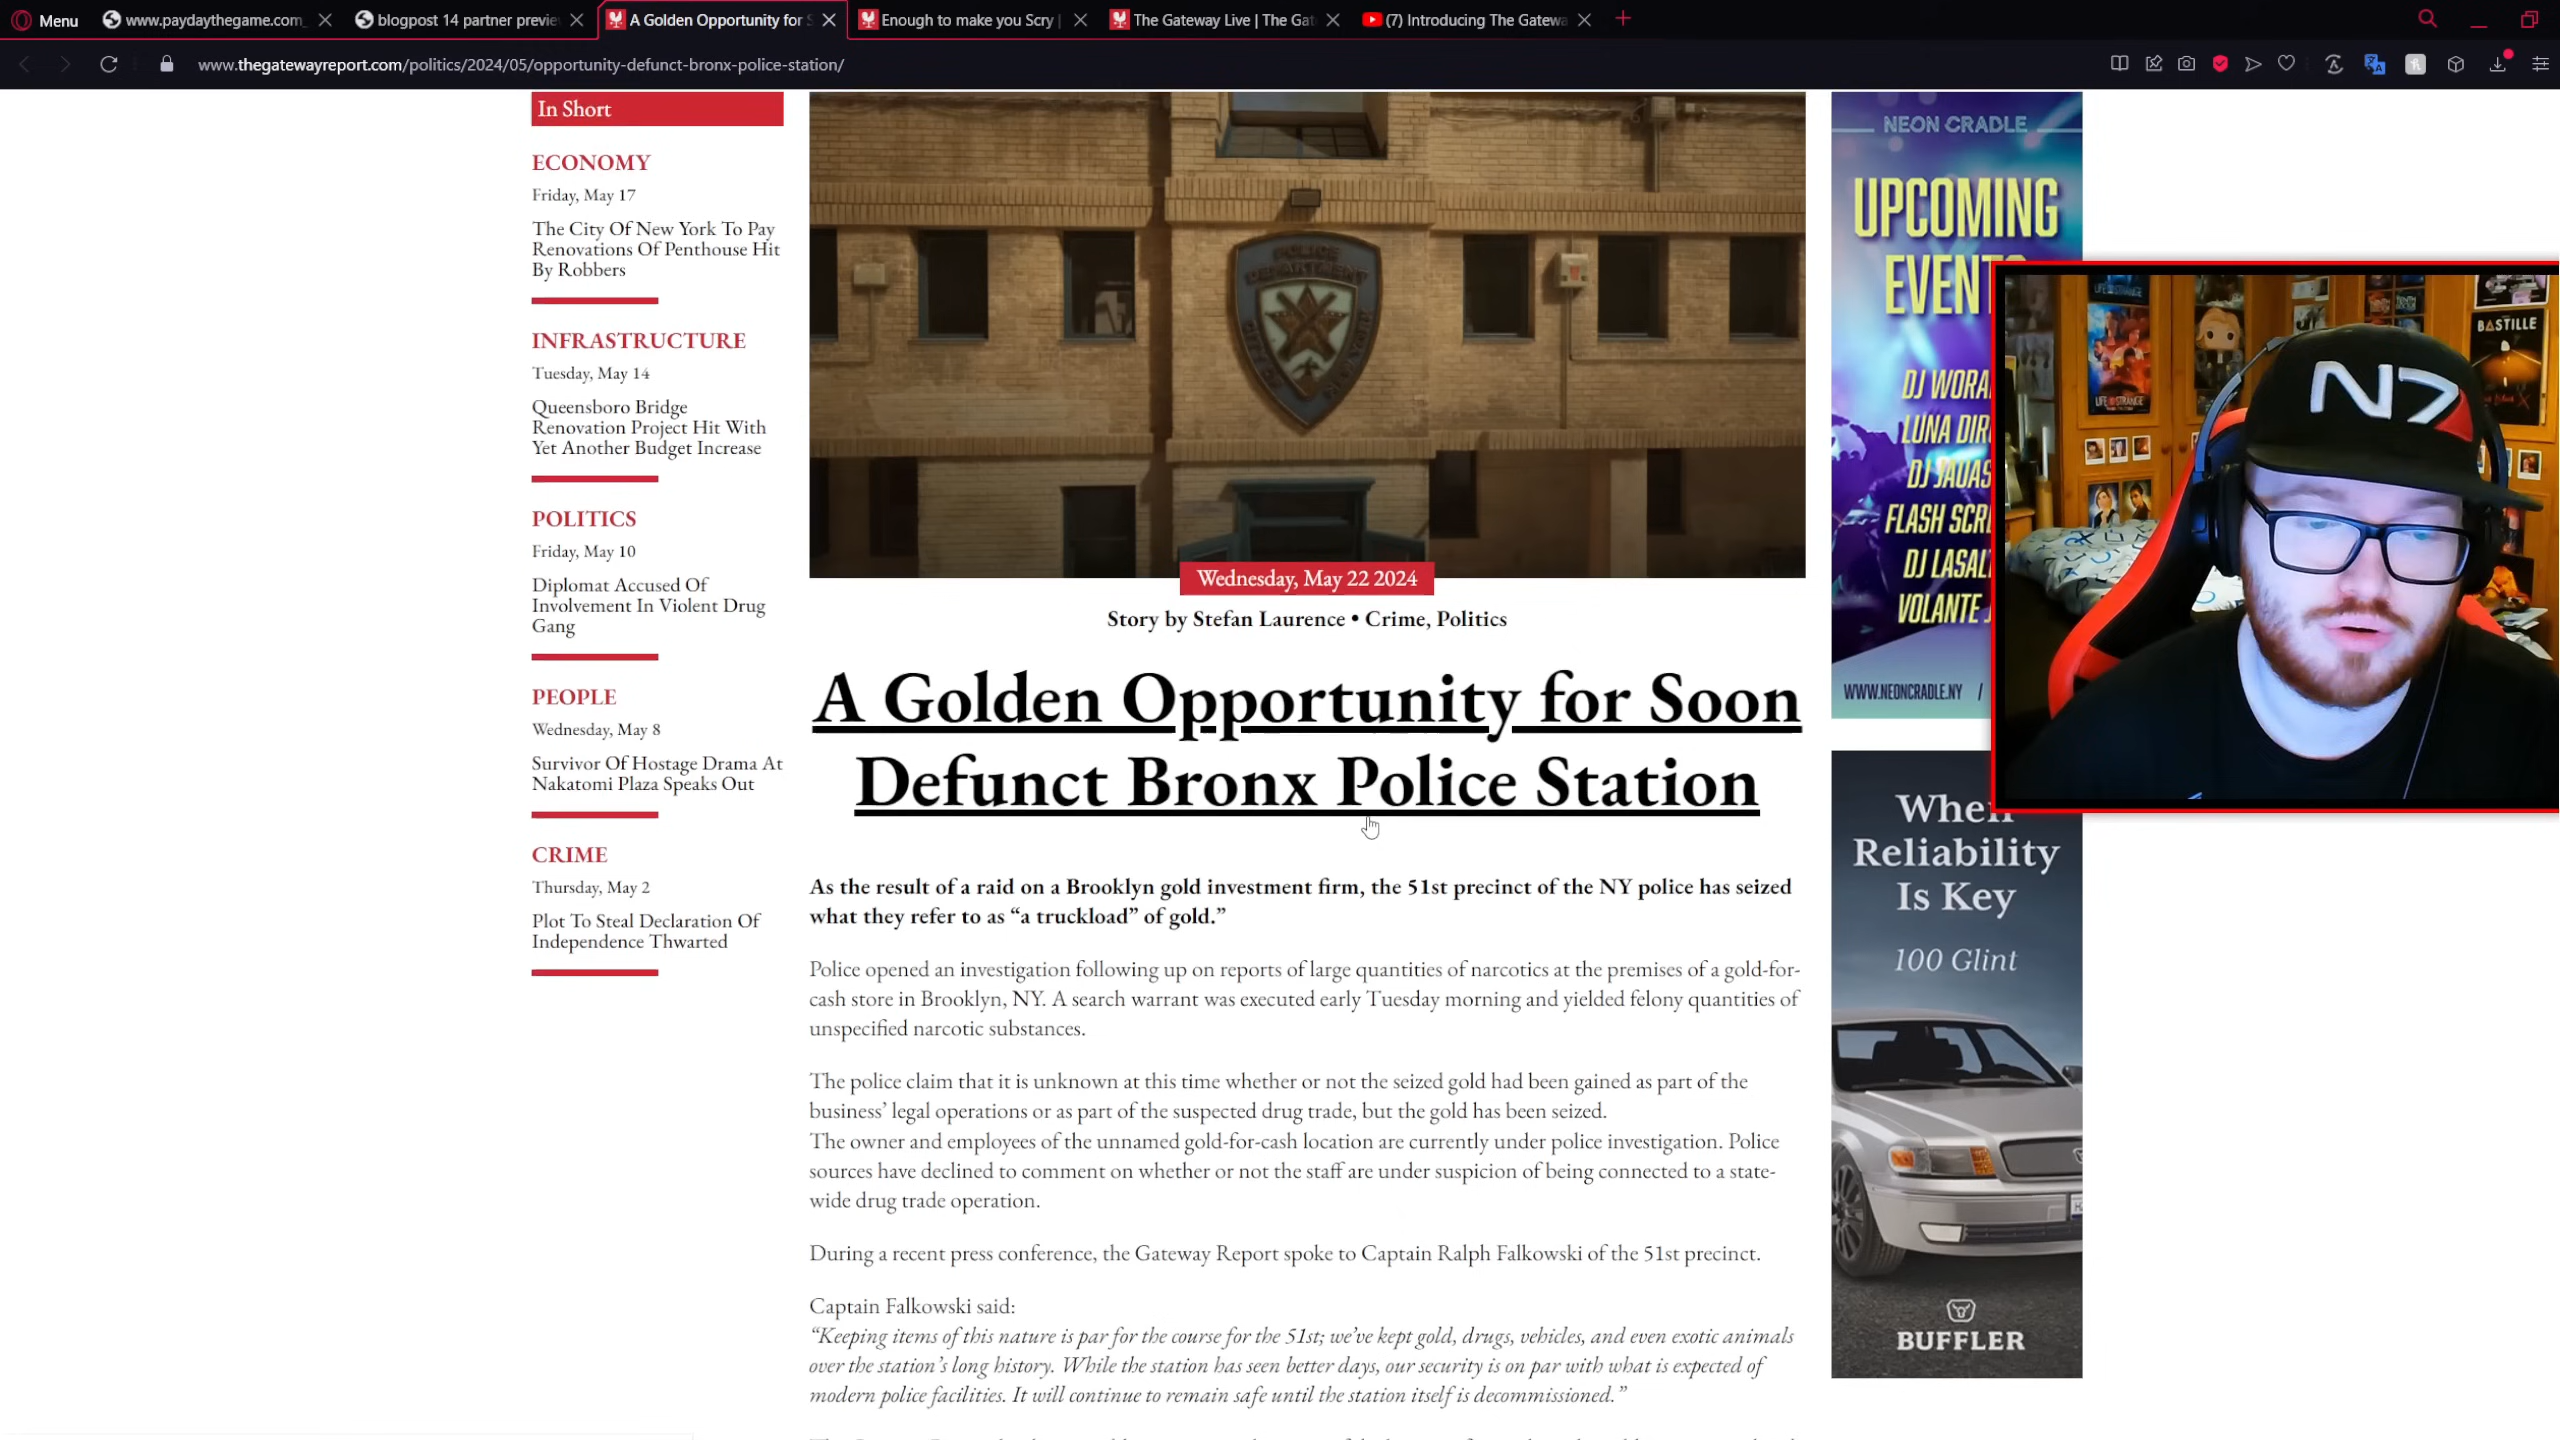 Menu
www.paydaythegame.com_
blogpost 14 partner previe
A Golden Opportunity for S
Enough to make you Scry |
The Gateway Live | The Gat
(7) Introducing The Gatewa
www.thegatewayreport.com/politics/2024/05/opportunity-defunct-bronx-police-station/
In Short
ECONOMY
Friday, May 17
The City Of New York To Pay
Renovations Of Penthouse Hit
By Robbers
INFRASTRUCTURE
Tuesday, May 14
Queensboro Bridge
Renovation Project Hit With
Yet Another Budget Increase
POLITICS
Friday, May 10
Diplomat Accused Of
Involvement In Violent Drug
Gang
PEOPLE
Wednesday, May 8
Survivor Of Hostage Drama At
Nakatomi Plaza Speaks Out
CRIME
Thursday, May 2
Plot To Steal Declaration Of
Independence Thwarted
POLICE
DEPARTMENT
Wednesday, May 22 2024
Story by Stefan Laurence • Crime, Politics
A Golden Opportunity for Soon
Defunct Bronx Police Station
As the result of a raid on a Brooklyn gold investment firm, the 51st precinct of the NY police has seized
what they refer to as “a truckload” of gold.”
Police opened an investigation following up on reports of large quantities of narcotics at the premises of a gold-for-
cash store in Brooklyn, NY. A search warrant was executed early Tuesday morning and yielded felony quantities of
unspecified narcotic substances.
The police claim that it is unknown at this time whether or not the seized gold had been gained as part of the
business’ legal operations or as part of the suspected drug trade, but the gold has been seized.
The owner and employees of the unnamed gold-for-cash location are currently under police investigation. Police
sources have declined to comment on whether or not the staff are under suspicion of being connected to a state-
wide drug trade operation.
During a recent press conference, the Gateway Report spoke to Captain Ralph Falkowski of the 51st precinct.
Captain Falkowski said:
“Keeping items of this nature is par for the course for the 51st; we’ve kept gold, drugs, vehicles, and even exotic animals
over the station’s long history. While the station has seen better days, our security is on par with what is expected of
modern police facilities. It will continue to remain safe until the station itself is decommissioned.”
NEON CRADLE
UPCOMING
EVENT
DJ WORA
LUNA DIR
DJ JAUAS
FLASH SCR
DJ LASAL
VOLANTE
WWW.NEONCRADLE.NY /
When
Reliability
Is Key
100 Glint
BUFFLER
N7
BASTILLE
LIFE IS STRANGE